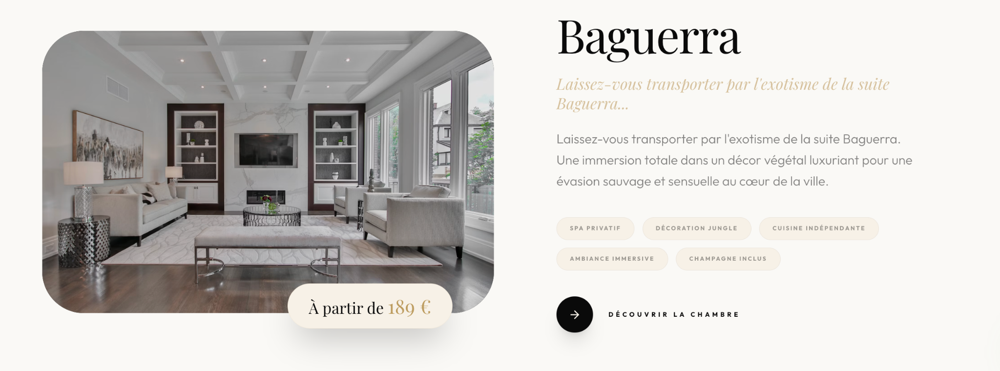 Baguerra
Laissez-vous transporter par l'exotisme de la suite
Baguerra...
Laissez-vous transporter par l'exotisme de la suite Baguerra.
Une immersion totale dans un décor végétal luxuriant pour une
évasion sauvage et sensuelle au cœur de la ville.
SPA PRIVATIF
DÉCORATION JUNGLE
CUISINE INDÉPENDANTE
AMBIANCE IMMERSIVE
CHAMPAGNE INCLUS
À partir de 189 €
DÉCOUVRIR LA CHAMBRE